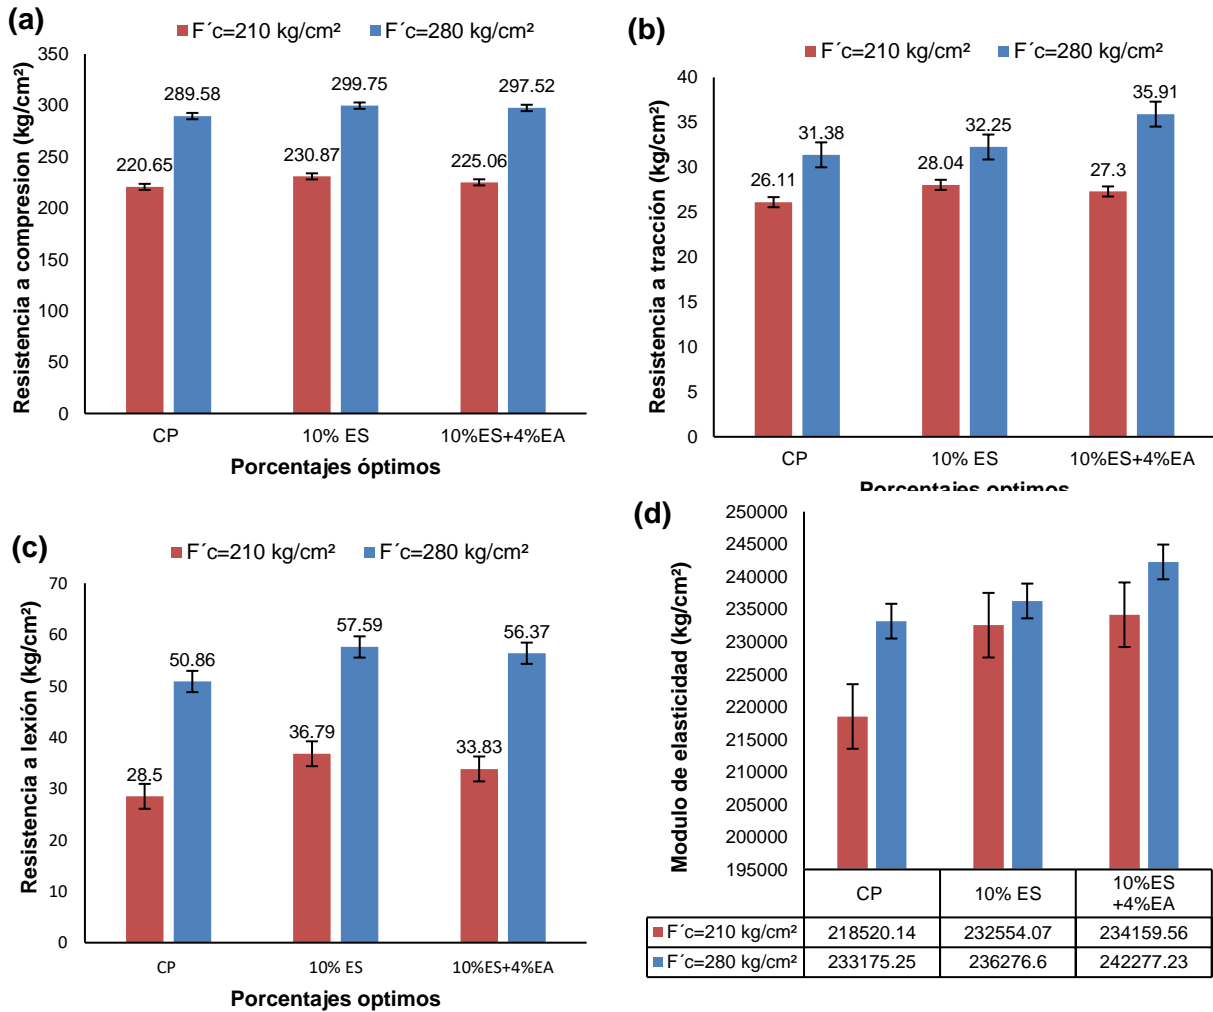 (a)
F´c=210 kg/cm² F´c=280 kg/cm²
Resistencia a compresion (kg/cm²)
350
300
250
200
150
100
50
0
220.65
289.58
230.87
299.75
225.06
297.52
CP 10% ES 10%ES+4%EA
Porcentajes óptimos
(b)
F´c=210 kg/cm² F´c=280 kg/cm²
Resistencia a tracción (kg/cm²)
40
35
30
25
20
15
10
5
0
26.11
31.38
28.04
32.25
27.3
35.91
CP 10% ES 10%ES+4%EA
Porcentajes optimos
(c)
F´c=210 kg/cm² F´c=280 kg/cm²
Resistencia a lexión (kg/cm²)
70
60
50
40
30
20
10
0
28.5
50.86
36.79
57.59
33.83
56.37
CP 10% ES 10%ES+4%EA
Porcentajes optimos
(d)
Modulo de elasticidad (kg/cm²)
250000
245000
240000
235000
230000
225000
220000
215000
210000
205000
200000
195000
CP 10% ES 10%ES
+4%EA
F´c=210 kg/cm² 218520.14 232554.07 234159.56
F´c=280 kg/cm² 233175.25 236276.6 242277.23